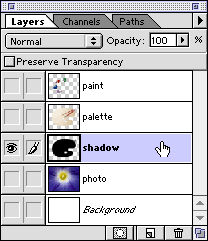 Layers Channels Paths
Normal Opacity: 100 %
Preserve Transparency
paint
palette
shadow
photo
Background